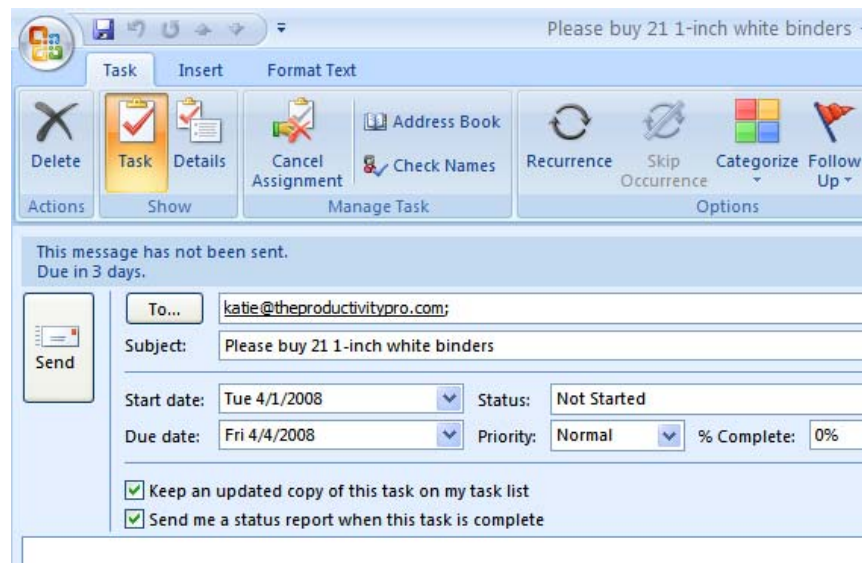 Please buy 21 1-inch white binders -
Task Insert Format Text
Delete Task Details Cancel Assignment Address Book Check Names Recurrence Skip Occurrence Categorize Follow Up
Actions Show Manage Task Options
This message has not been sent.
Due in 3 days.
To... katie@theproductivitypro.com;
Send
Subject: Please buy 21 1-inch white binders
Start date: Tue 4/1/2008 Status: Not Started
Due date: Fri 4/4/2008 Priority: Normal % Complete: 0%
Keep an updated copy of this task on my task list
Send me a status report when this task is complete